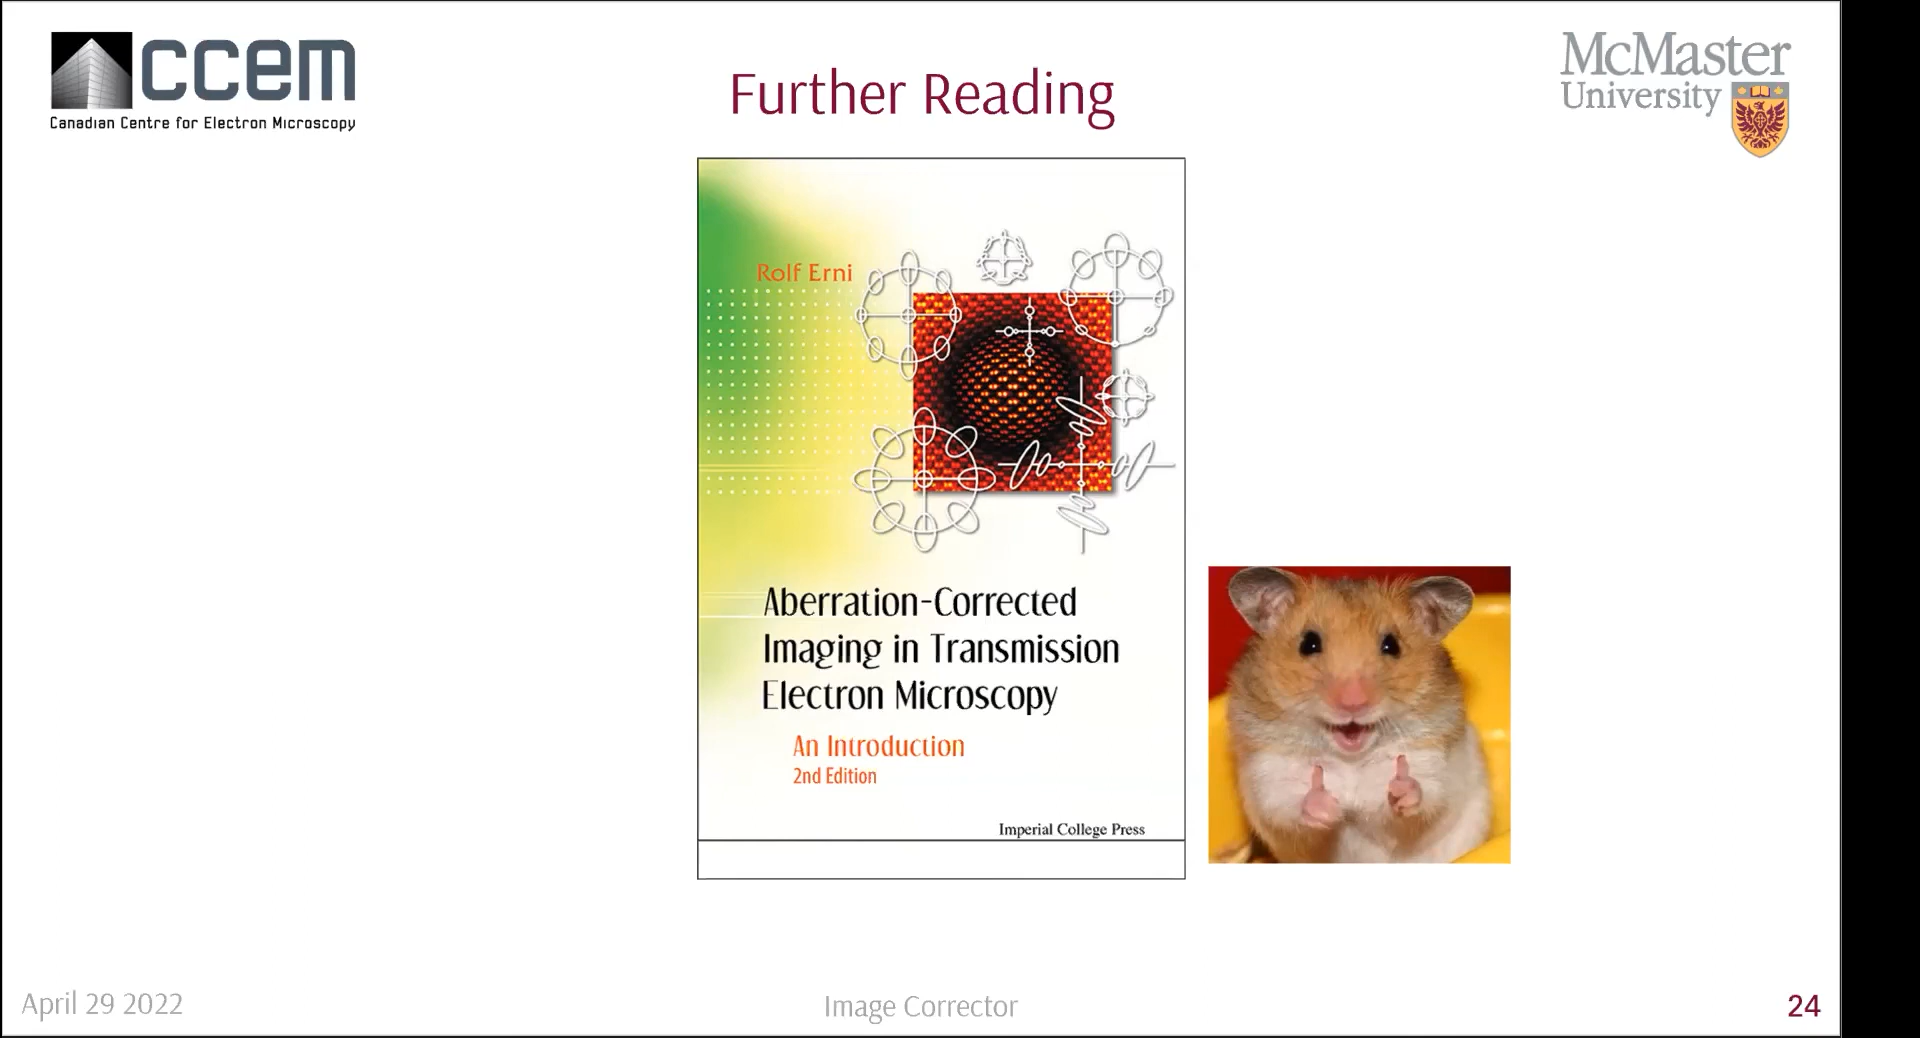 ccem
Canadian Centre for Electron Microscopy
Further Reading
McMaster
University
Rolf Erni
Aberration-Corrected
Imaging in Transmission
Electron Microscopy
An Introduction
2nd Edition
Imperial College Press
April 29 2022
Image Corrector
24